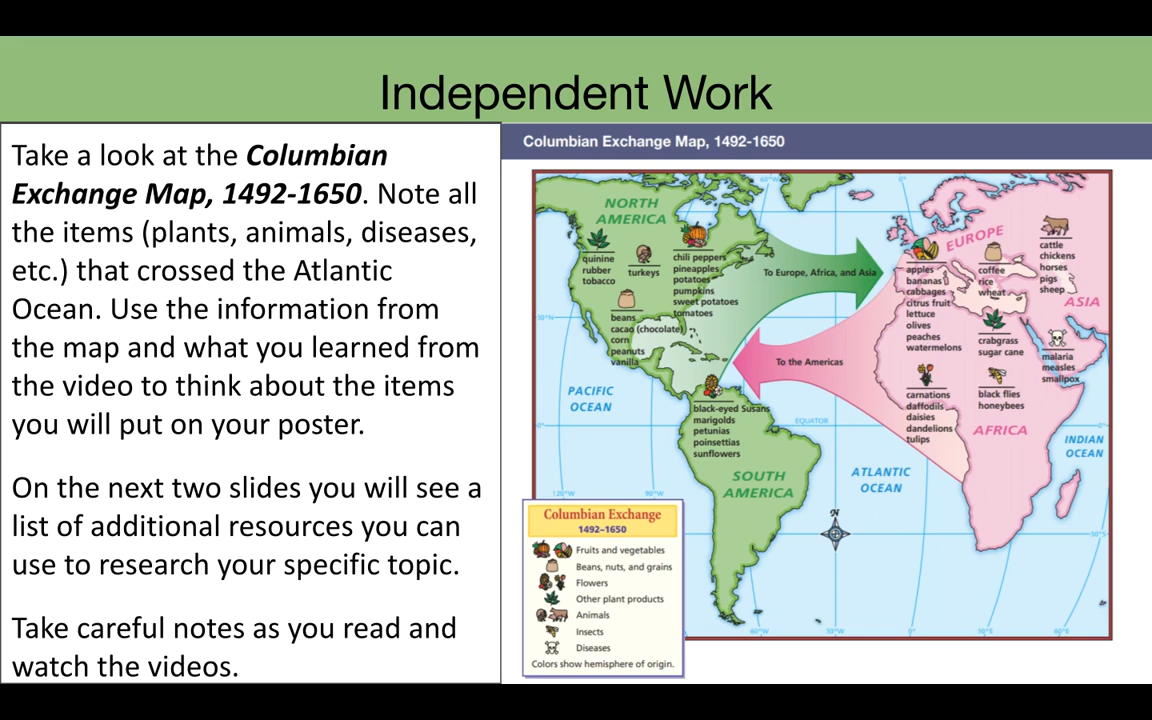 Independent Work
Take a look at the Columbian
Exchange Map, 1492-1650. Note all
the items (plants, animals, diseases,
etc.) that crossed the Atlantic
Ocean. Use the information from
the map and what you learned from
the video to think about the items
you will put on your poster.
On the next two slides you will see a
list of additional resources you can
use to research your specific topic.
Take careful notes as you read and
watch the videos.
Columbian Exchange Map, 1492-1650
NORTH
AMERICA
quinine
rubber
tobacco
turkeys
chili peppers
pineapples
potatoes
pumpkins
sweet potatoes
tomatoes
beans
cacao (chocolate)
corn
peanuts
vanilla
To Europe, Africa, and Asia
To the Americas
EUROPE
apples
bananas
cabbages
citrus fruit
lettuce
olives
peaches
watermelons
coffee
rice
wheat
cattle
chickens
horses
pigs
sheep
ASIA
crabgrass
sugar cane
malaria
measles
smallpox
carnations
daffodils
daisies
dandelions
tulips
black flies
honeybees
AFRICA
PACIFIC
OCEAN
black-eyed Susans
marigolds
petunias
poinsettias
sunflowers
EQUATOR
SOUTH
AMERICA
ATLANTIC
OCEAN
INDIAN
OCEAN
N
120°W
90°W
60°W
30°W
0°
30°E
60°E
Columbian Exchange
1492–1650
Fruits and vegetables
Beans, nuts, and grains
Flowers
Other plant products
Animals
Insects
Diseases
Colors show hemisphere of origin.